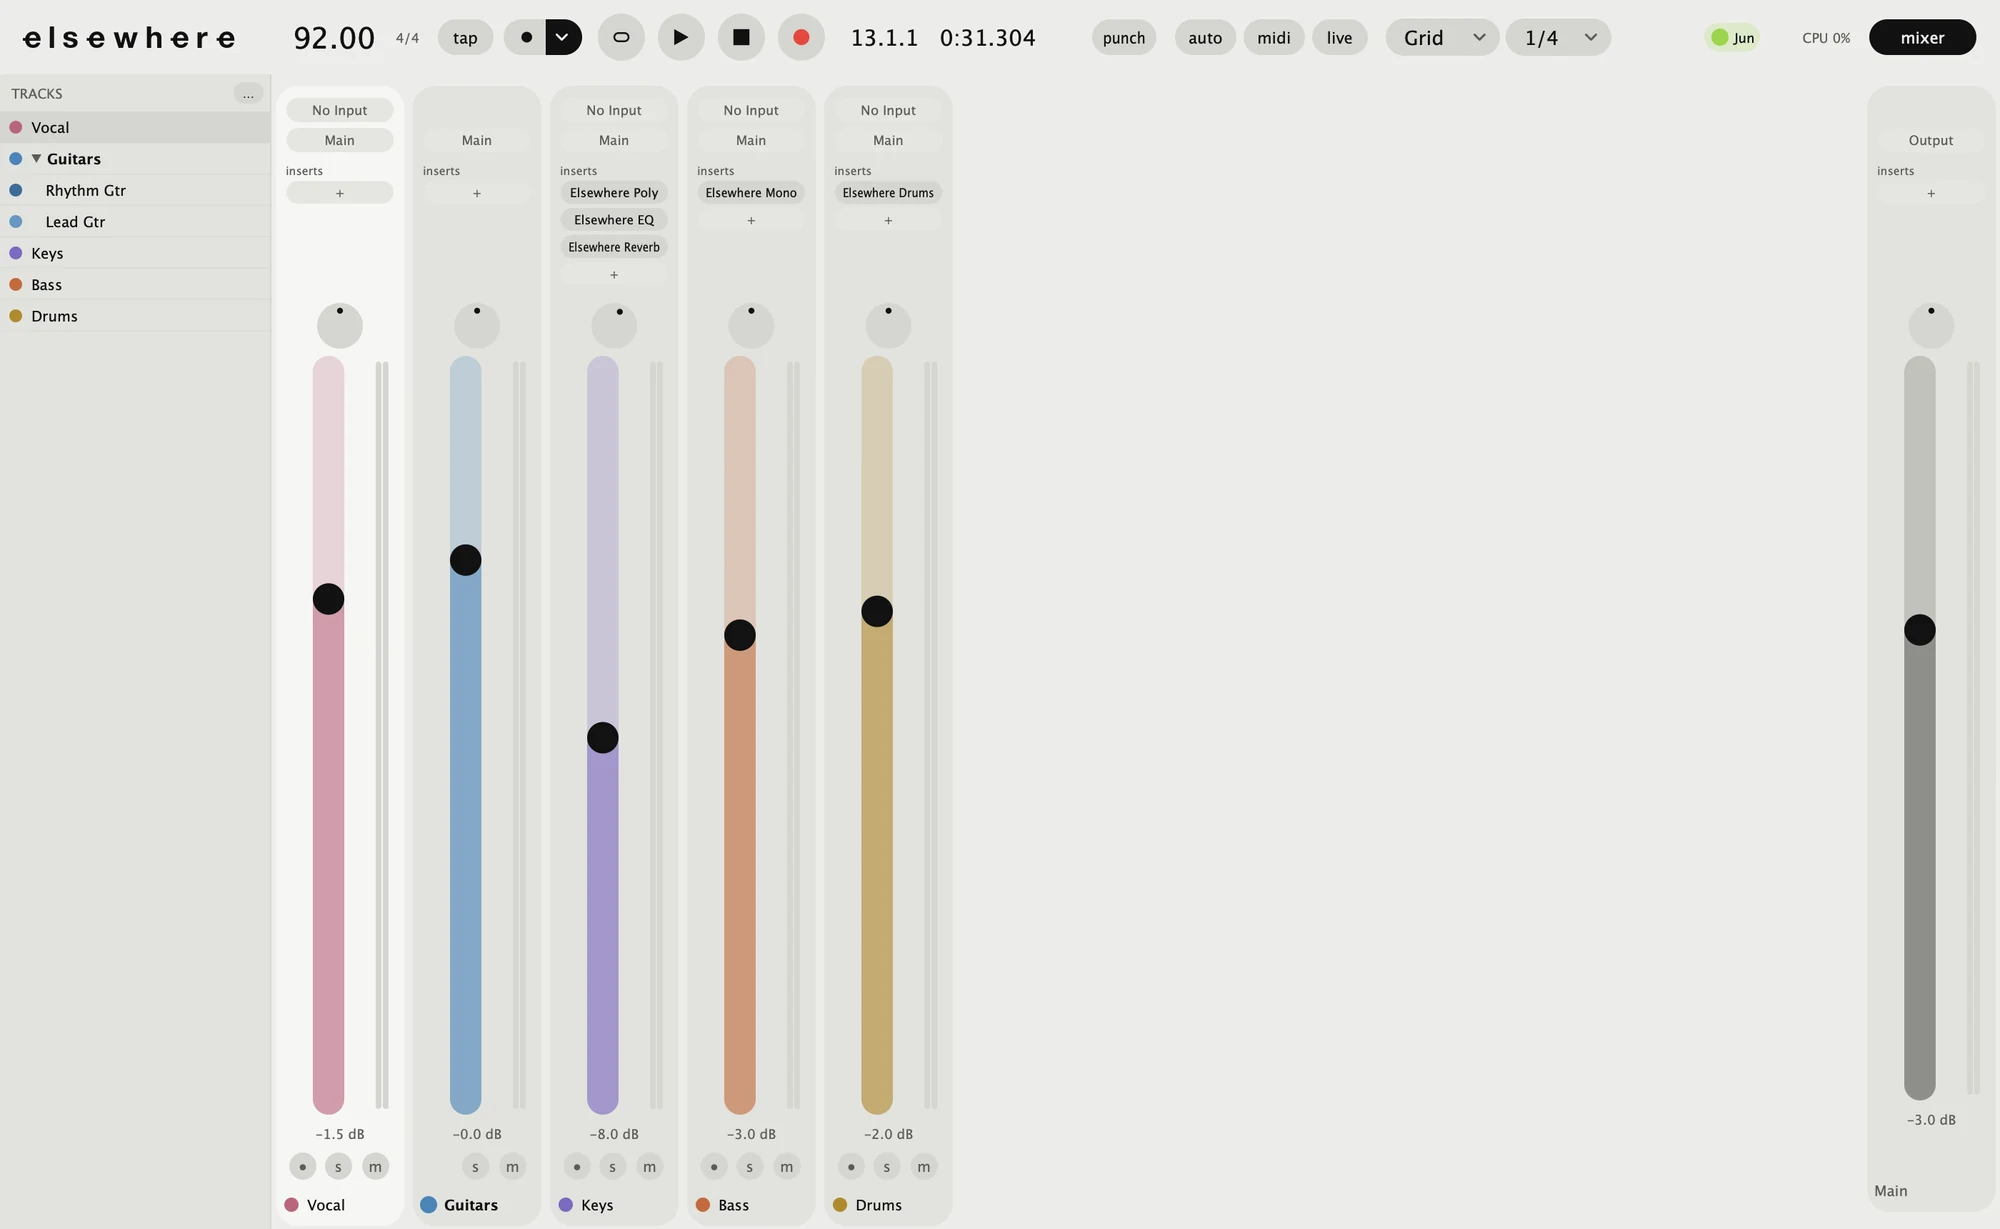 elsewhere
92.00
4/4
tap
13.1.1
0:31.304
punch
auto
midi
live
Grid
1/4
Jun
CPU 0%
mixer
TRACKS
...
Vocal
Guitars
Rhythm Gtr
Lead Gtr
Keys
Bass
Drums
No Input
Main
inserts
+
-1.5 dB
s
m
Vocal
Main
inserts
+
-0.0 dB
s
m
Guitars
No Input
Main
inserts
Elsewhere Poly
Elsewhere EQ
Elsewhere Reverb
+
-8.0 dB
s
m
Keys
No Input
Main
inserts
Elsewhere Mono
+
-3.0 dB
s
m
Bass
No Input
Main
inserts
Elsewhere Drums
+
-2.0 dB
s
m
Drums
Output
inserts
+
-3.0 dB
Main